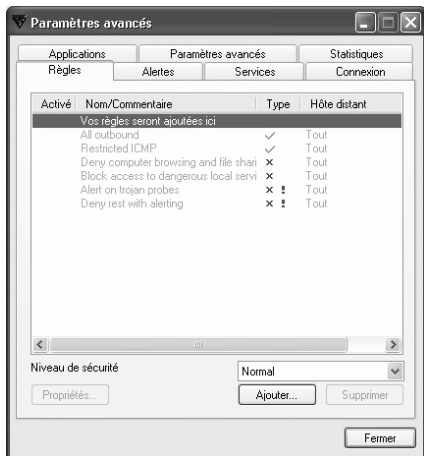 Paramètres avancés
Applications Paramètres avancés Statistiques
Règles Alertes Services Connexion
Activé Nom/Commentaire Type Hôte distant
Vos règles seront ajoutées ici
All outbound Tout
Restricted ICMP Tout
Deny computer browsing and file shari Tout
Block access to dangerous local servi Tout
Alert on trojan probes ! Tout
Deny rest with alerting ! Tout
Niveau de sécurité Normal
Propriétés... Ajouter... Supprimer
Fermer